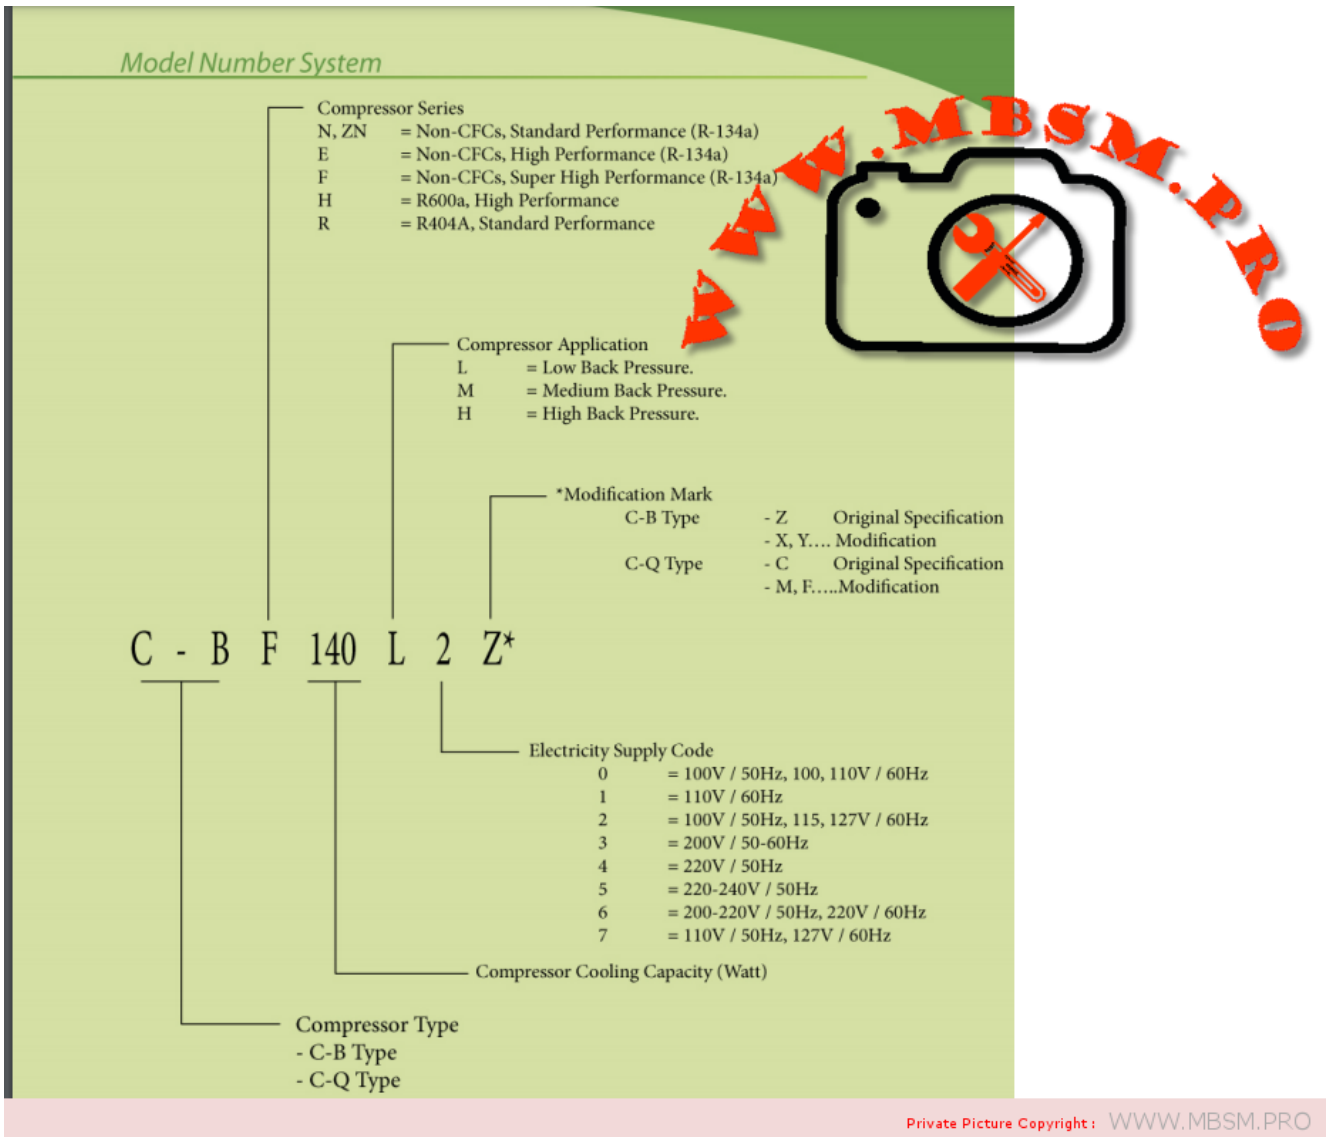 Model Number System
WWW.MBSM.PRO
Compressor Series
N, ZN = Non-CFCs, Standard Performance (R-134a)
E = Non-CFCs, High Performance (R-134a)
F = Non-CFCs, Super High Performance (R-134a)
H = R600a, High Performance
R = R404A, Standard Performance
Compressor Application
L = Low Back Pressure.
M = Medium Back Pressure.
H = High Back Pressure.
*Modification Mark
C-B Type - Z Original Specification
- X, Y.... Modification
C-Q Type - C Original Specification
- M, F.....Modification
C - B F 140 L 2 Z*
Electricity Supply Code
0 = 100V / 50Hz, 100, 110V / 60Hz
1 = 110V / 60Hz
2 = 100V / 50Hz, 115, 127V / 60Hz
3 = 200V / 50-60Hz
4 = 220V / 50Hz
5 = 220-240V / 50Hz
6 = 200-220V / 50Hz, 220V / 60Hz
7 = 110V / 50Hz, 127V / 60Hz
Compressor Cooling Capacity (Watt)
Compressor Type
- C-B Type
- C-Q Type
Private Picture Copyright : WWW.MBSM.PRO